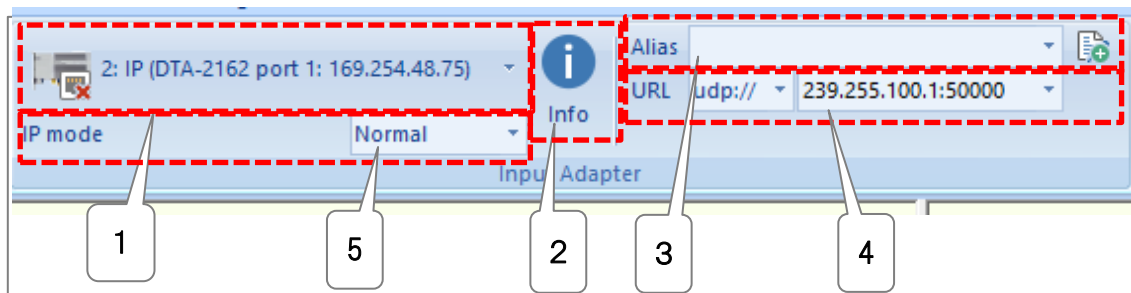 2: IP (DTA-2162 port 1: 169.254.48.75)
IP mode Normal
Info
Alias
URL udp:// 239.255.100.1:50000
Input Adapter
1
5
2
3
4